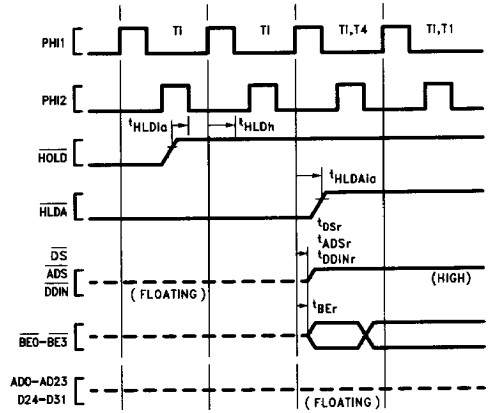 PHI1 Ti Ti Ti,T4 Ti,T1
PHI2
tHLDia tHLDh
HOLD
tHLDAia
HLDA
tDSr
tADSr
tDDINr
DS
ADS
DDIN
(FLOATING)
(HIGH)
tBEr
BE0-BE3
AD0-AD23
D24-D31
(FLOATING)